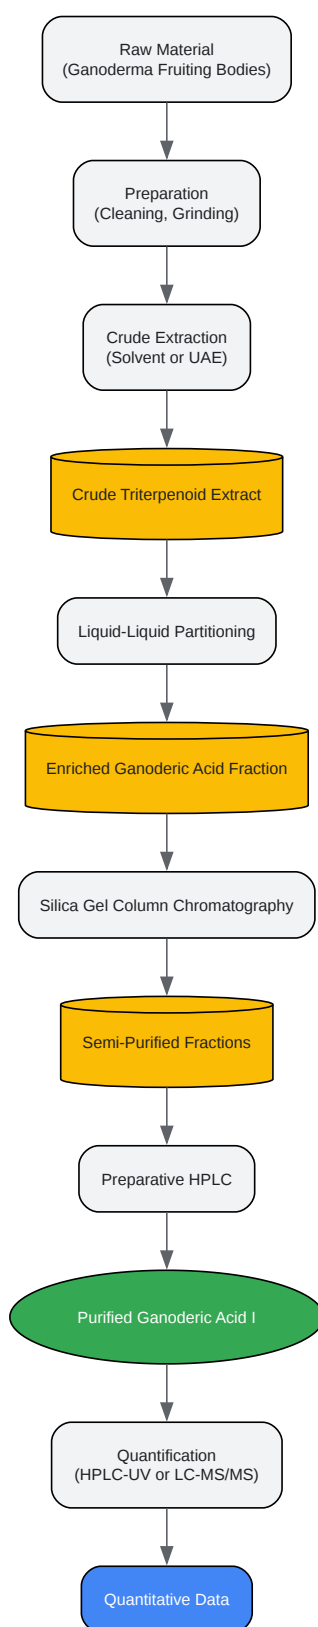 Raw Material
(Ganoderma Fruiting Bodies)
Preparation
(Cleaning, Grinding)
Crude Extraction
(Solvent or UAE)
Crude Triterpenoid Extract
Liquid-Liquid Partitioning
Enriched Ganoderic Acid Fraction
Silica Gel Column Chromatography
Semi-Purified Fractions
Preparative HPLC
Purified Ganoderic Acid I
Quantification
(HPLC-UV or LC-MS/MS)
Quantitative Data